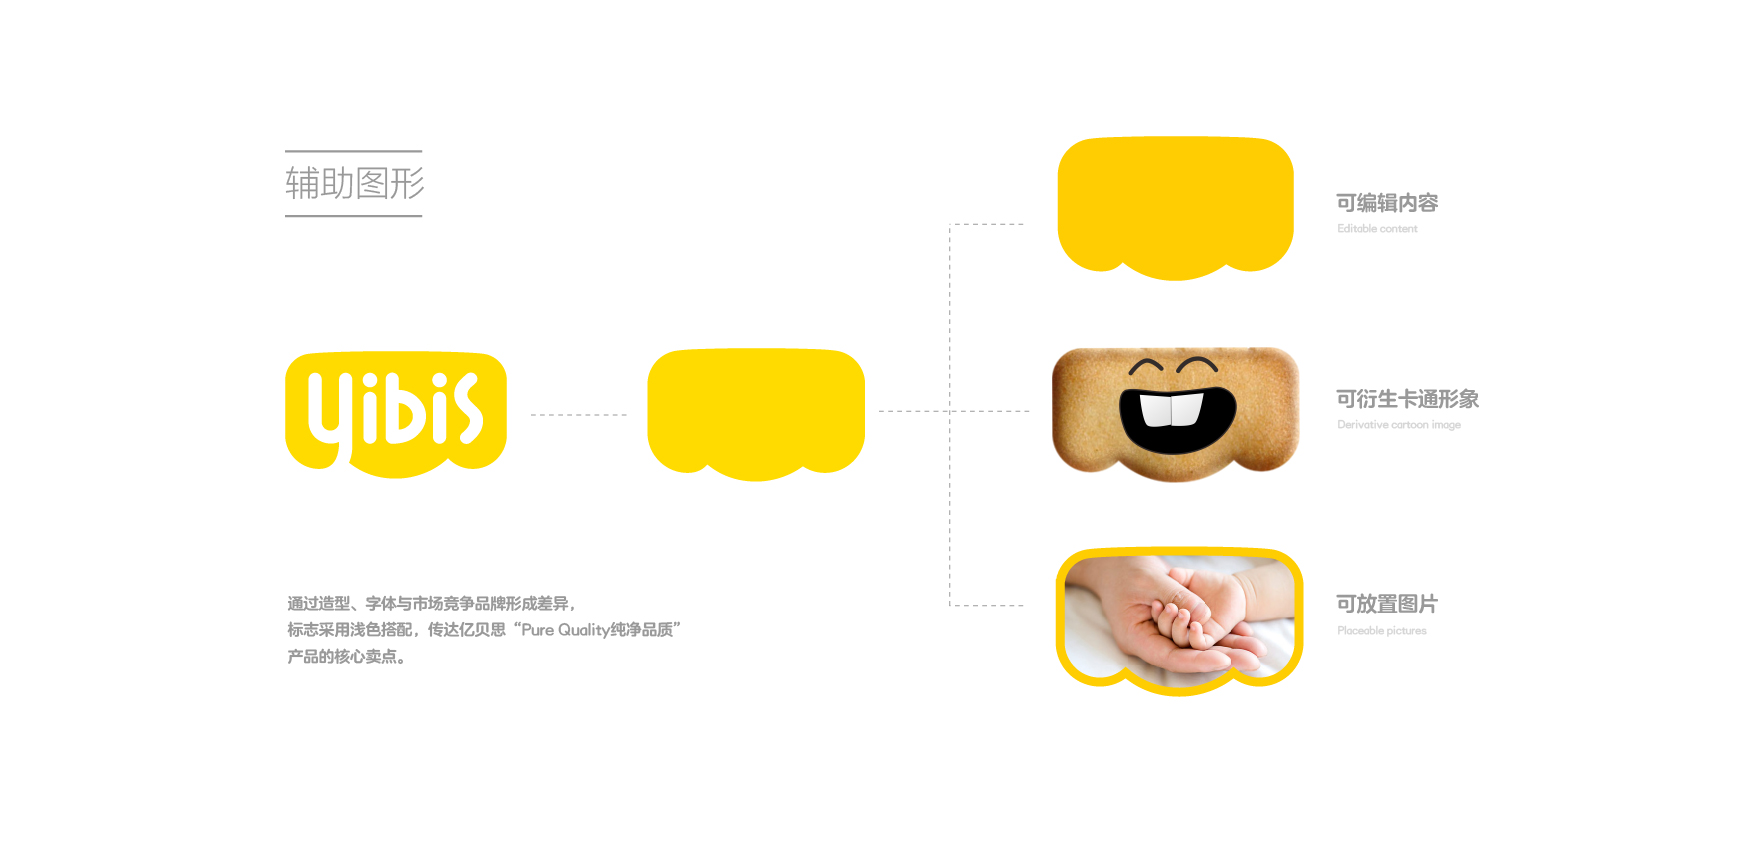 辅助图形
yibis
可编辑内容
Editable content
可衍生卡通形象
Derivative cartoon image
可放置图片
Placeable pictures
通过造型、字体与市场竞争品牌形成差异，
标志采用浅色搭配，传达亿贝思“Pure Quality纯净品质”
产品的核心卖点。